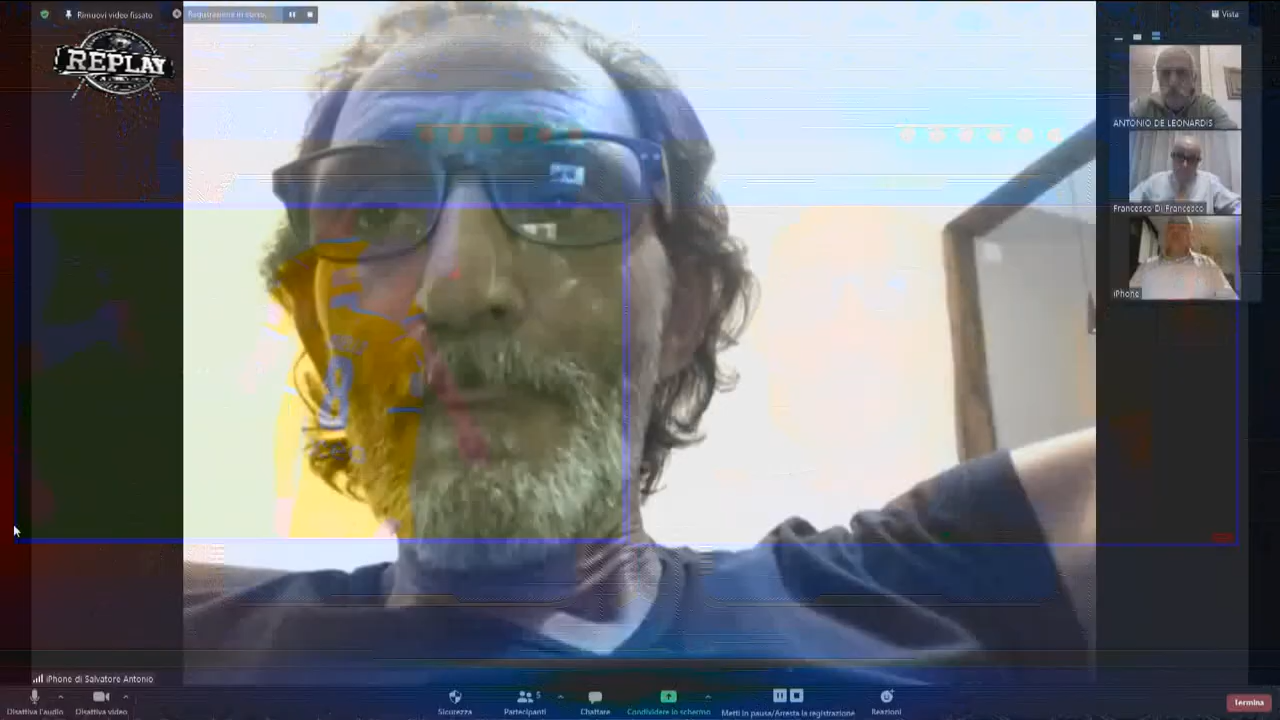 Rimuovi video fissato
Registrazione in corso
Vista
REPLAY
ANTONIO DE LEONARDIS
Francesco Di Francesco
iPhone
8
iPhone di Salvatore Antonio
Disattiva l'audio
Disattiva video
Sicurezza
Partecipanti
5
Chattare
Condividere lo schermo
Metti in pausa/Arresta la registrazione
Reazioni
Termina